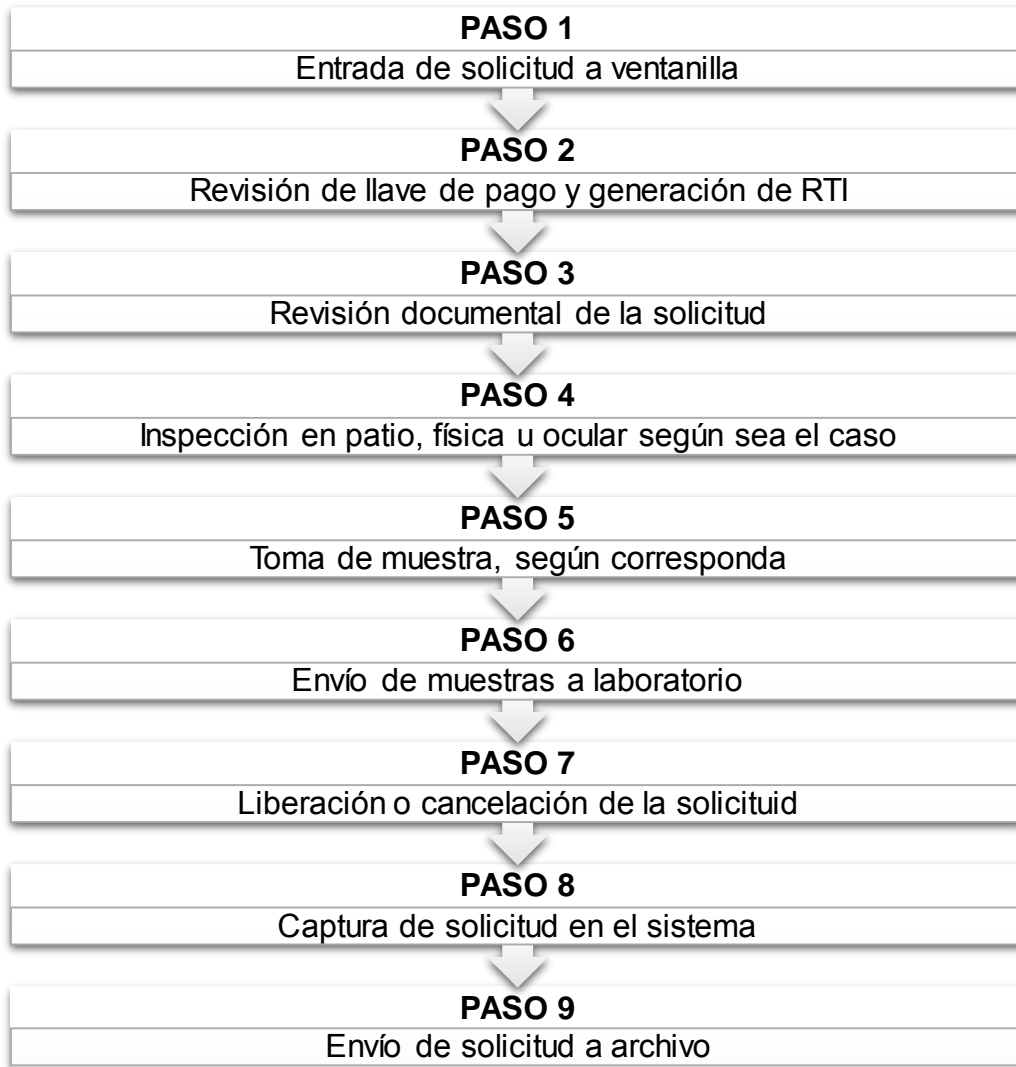 PASO 1
Entrada de solicitud a ventanilla
PASO 2
Revisión de llave de pago y generación de RTI
PASO 3
Revisión documental de la solicitud
PASO 4
Inspección en patio, física u ocular según sea el caso
PASO 5
Toma de muestra, según corresponda
PASO 6
Envío de muestras a laboratorio
PASO 7
Liberación o cancelación de la solicituid
PASO 8
Captura de solicitud en el sistema
PASO 9
Envío de solicitud a archivo